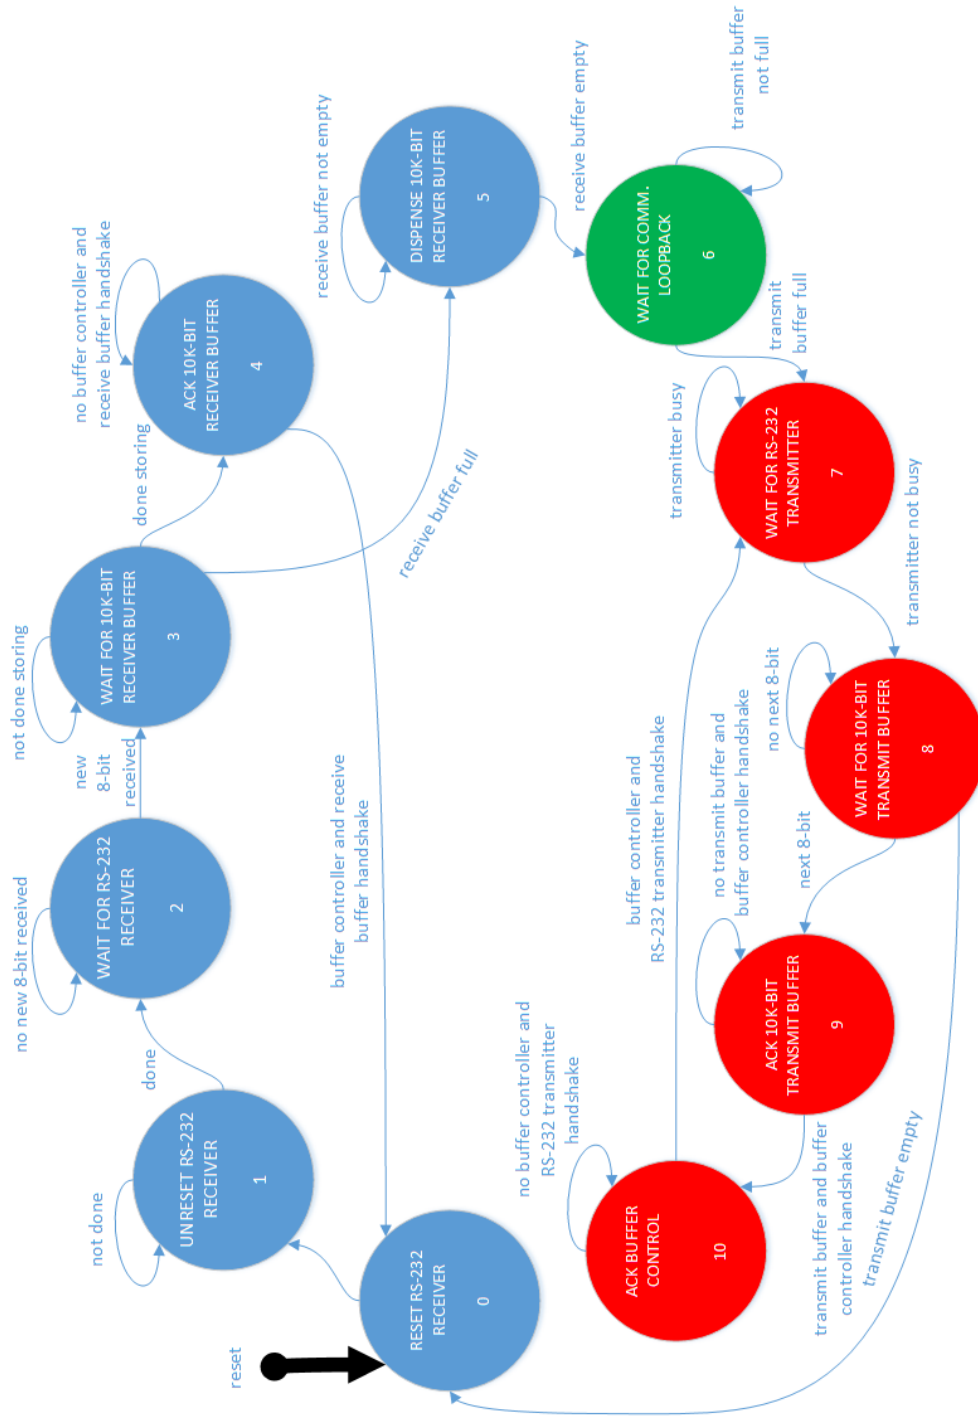 reset
RESET RS-232
RECEIVER
0
not done
UNRESET RS-232
RECEIVER
1
done
no new 8-bit received
WAIT FOR RS-232
RECEIVER
2
new
8-bit
received
not done storing
WAIT FOR 10K-BIT
RECEIVER BUFFER
3
done storing
no buffer controller and
receive buffer handshake
ACK 10K-BIT
RECEIVER BUFFER
4
buffer controller and receive
buffer handshake
receive buffer full
receive buffer not empty
DISPENSE 10K-BIT
RECEIVER BUFFER
5
receive buffer empty
WAIT FOR COMM.
LOOPBACK
6
transmit buffer
not full
transmit
buffer full
transmitter busy
WAIT FOR RS-232
TRANSMITTER
7
transmitter not busy
no next 8-bit
WAIT FOR 10K-BIT
TRANSMIT BUFFER
8
next 8-bit
no transmit buffer and
buffer controller handshake
ACK 10K-BIT
TRANSMIT BUFFER
9
transmit buffer and buffer
controller handshake
no buffer controller and
RS-232 transmitter
handshake
ACK BUFFER
CONTROL
10
buffer controller and
RS-232 transmitter handshake
transmit buffer empty